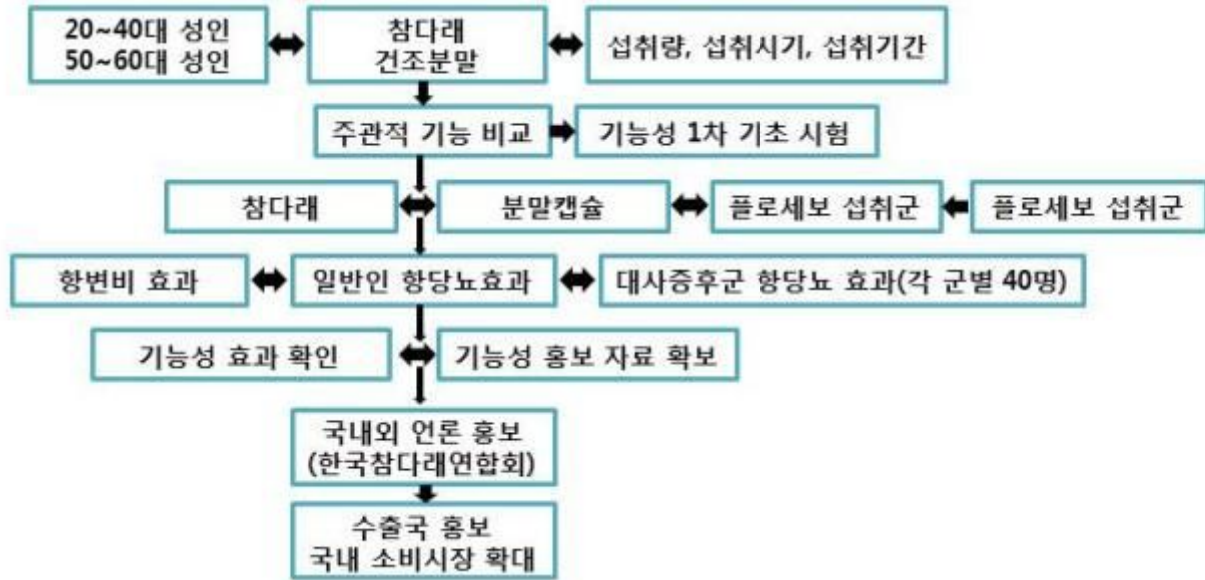 20~40대 성인
50~60대 성인
참다래
건조분말
섭취량, 섭취시기, 섭취기간
주관적 기능 비교
기능성 1차 기초 시험
참다래
분말캡슐
플로세보 섭취군
플로세보 섭취군
항변비 효과
일반인 항당뇨효과
대사증후군 항당뇨 효과(각 군별 40명)
기능성 효과 확인
기능성 홍보 자료 확보
국내외 언론 홍보
(한국참다래연합회)
수출국 홍보
국내 소비시장 확대